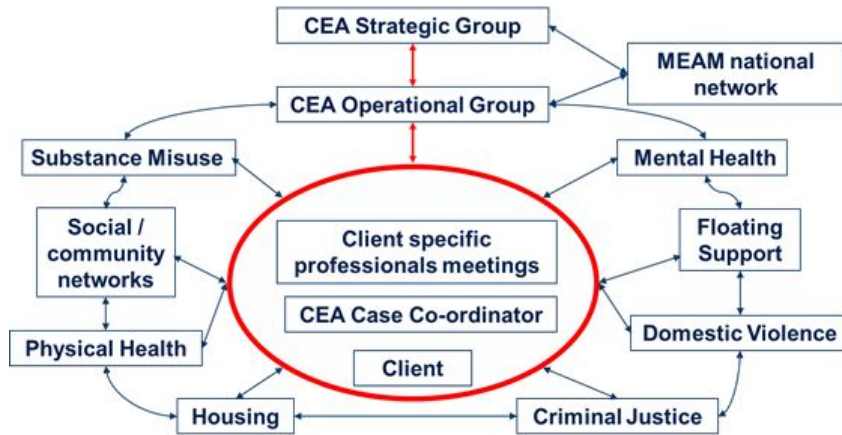 CEA Strategic Group
MEAM national
network
CEA Operational Group
Substance Misuse
Mental Health
Social /
community
networks
Client specific
professionals meetings
Floating
Support
CEA Case Co-ordinator
Physical Health
Domestic Violence
Client
Housing
Criminal Justice